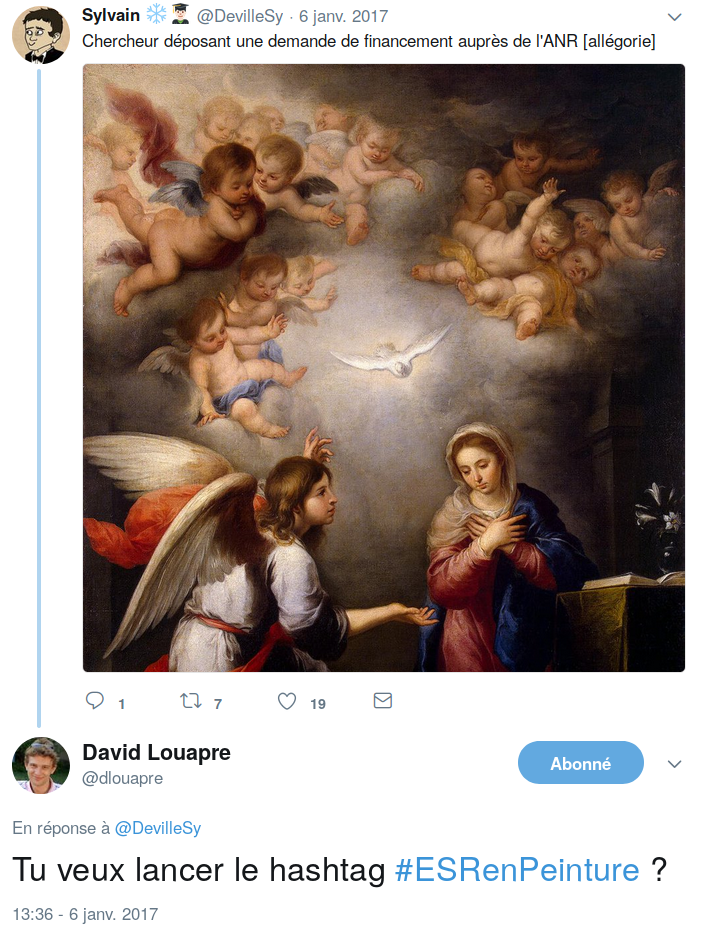 Sylvain ❄️👨🏻‍🎓 @DevilleSy · 6 janv. 2017
Chercheur déposant une demande de financement auprès de l'ANR [allégorie]
1 7 19
David Louapre
@dlouapre
Abonné
En réponse à @DevilleSy
Tu veux lancer le hashtag #ESRenPeinture ?
13:36 - 6 janv. 2017